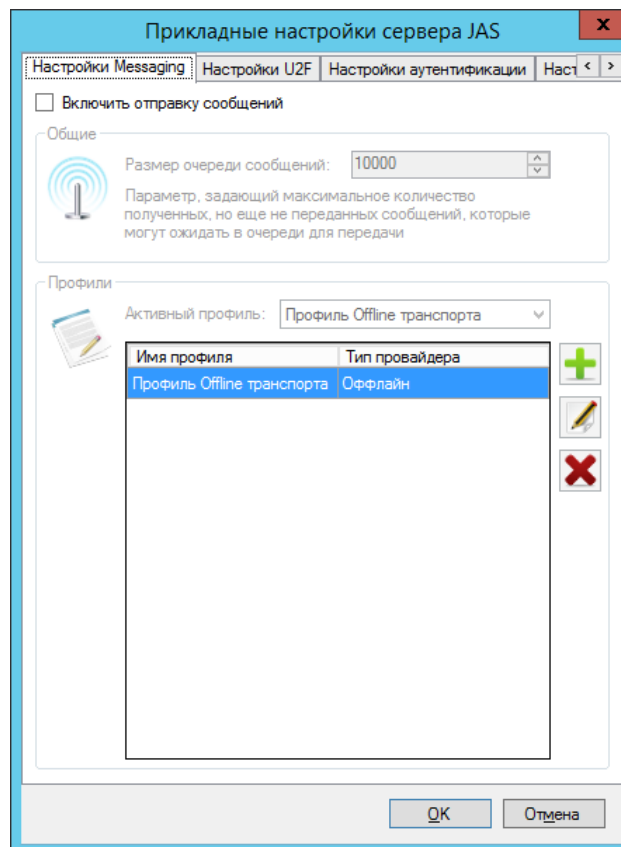 Прикладные настройки сервера JAS
x
Настройки Messaging Настройки U2F Настройки аутентификации Наст < >
Включить отправку сообщений
Общие
Размер очереди сообщений: 10000
Параметр, задающий максимальное количество
полученных, но еще не переданных сообщений, которые
могут ожидать в очереди для передачи
Профили
Активный профиль: Профиль Offline транспорта
Имя профиля Тип провайдера
Профиль Offline транспорта Оффлайн
OK Отмена